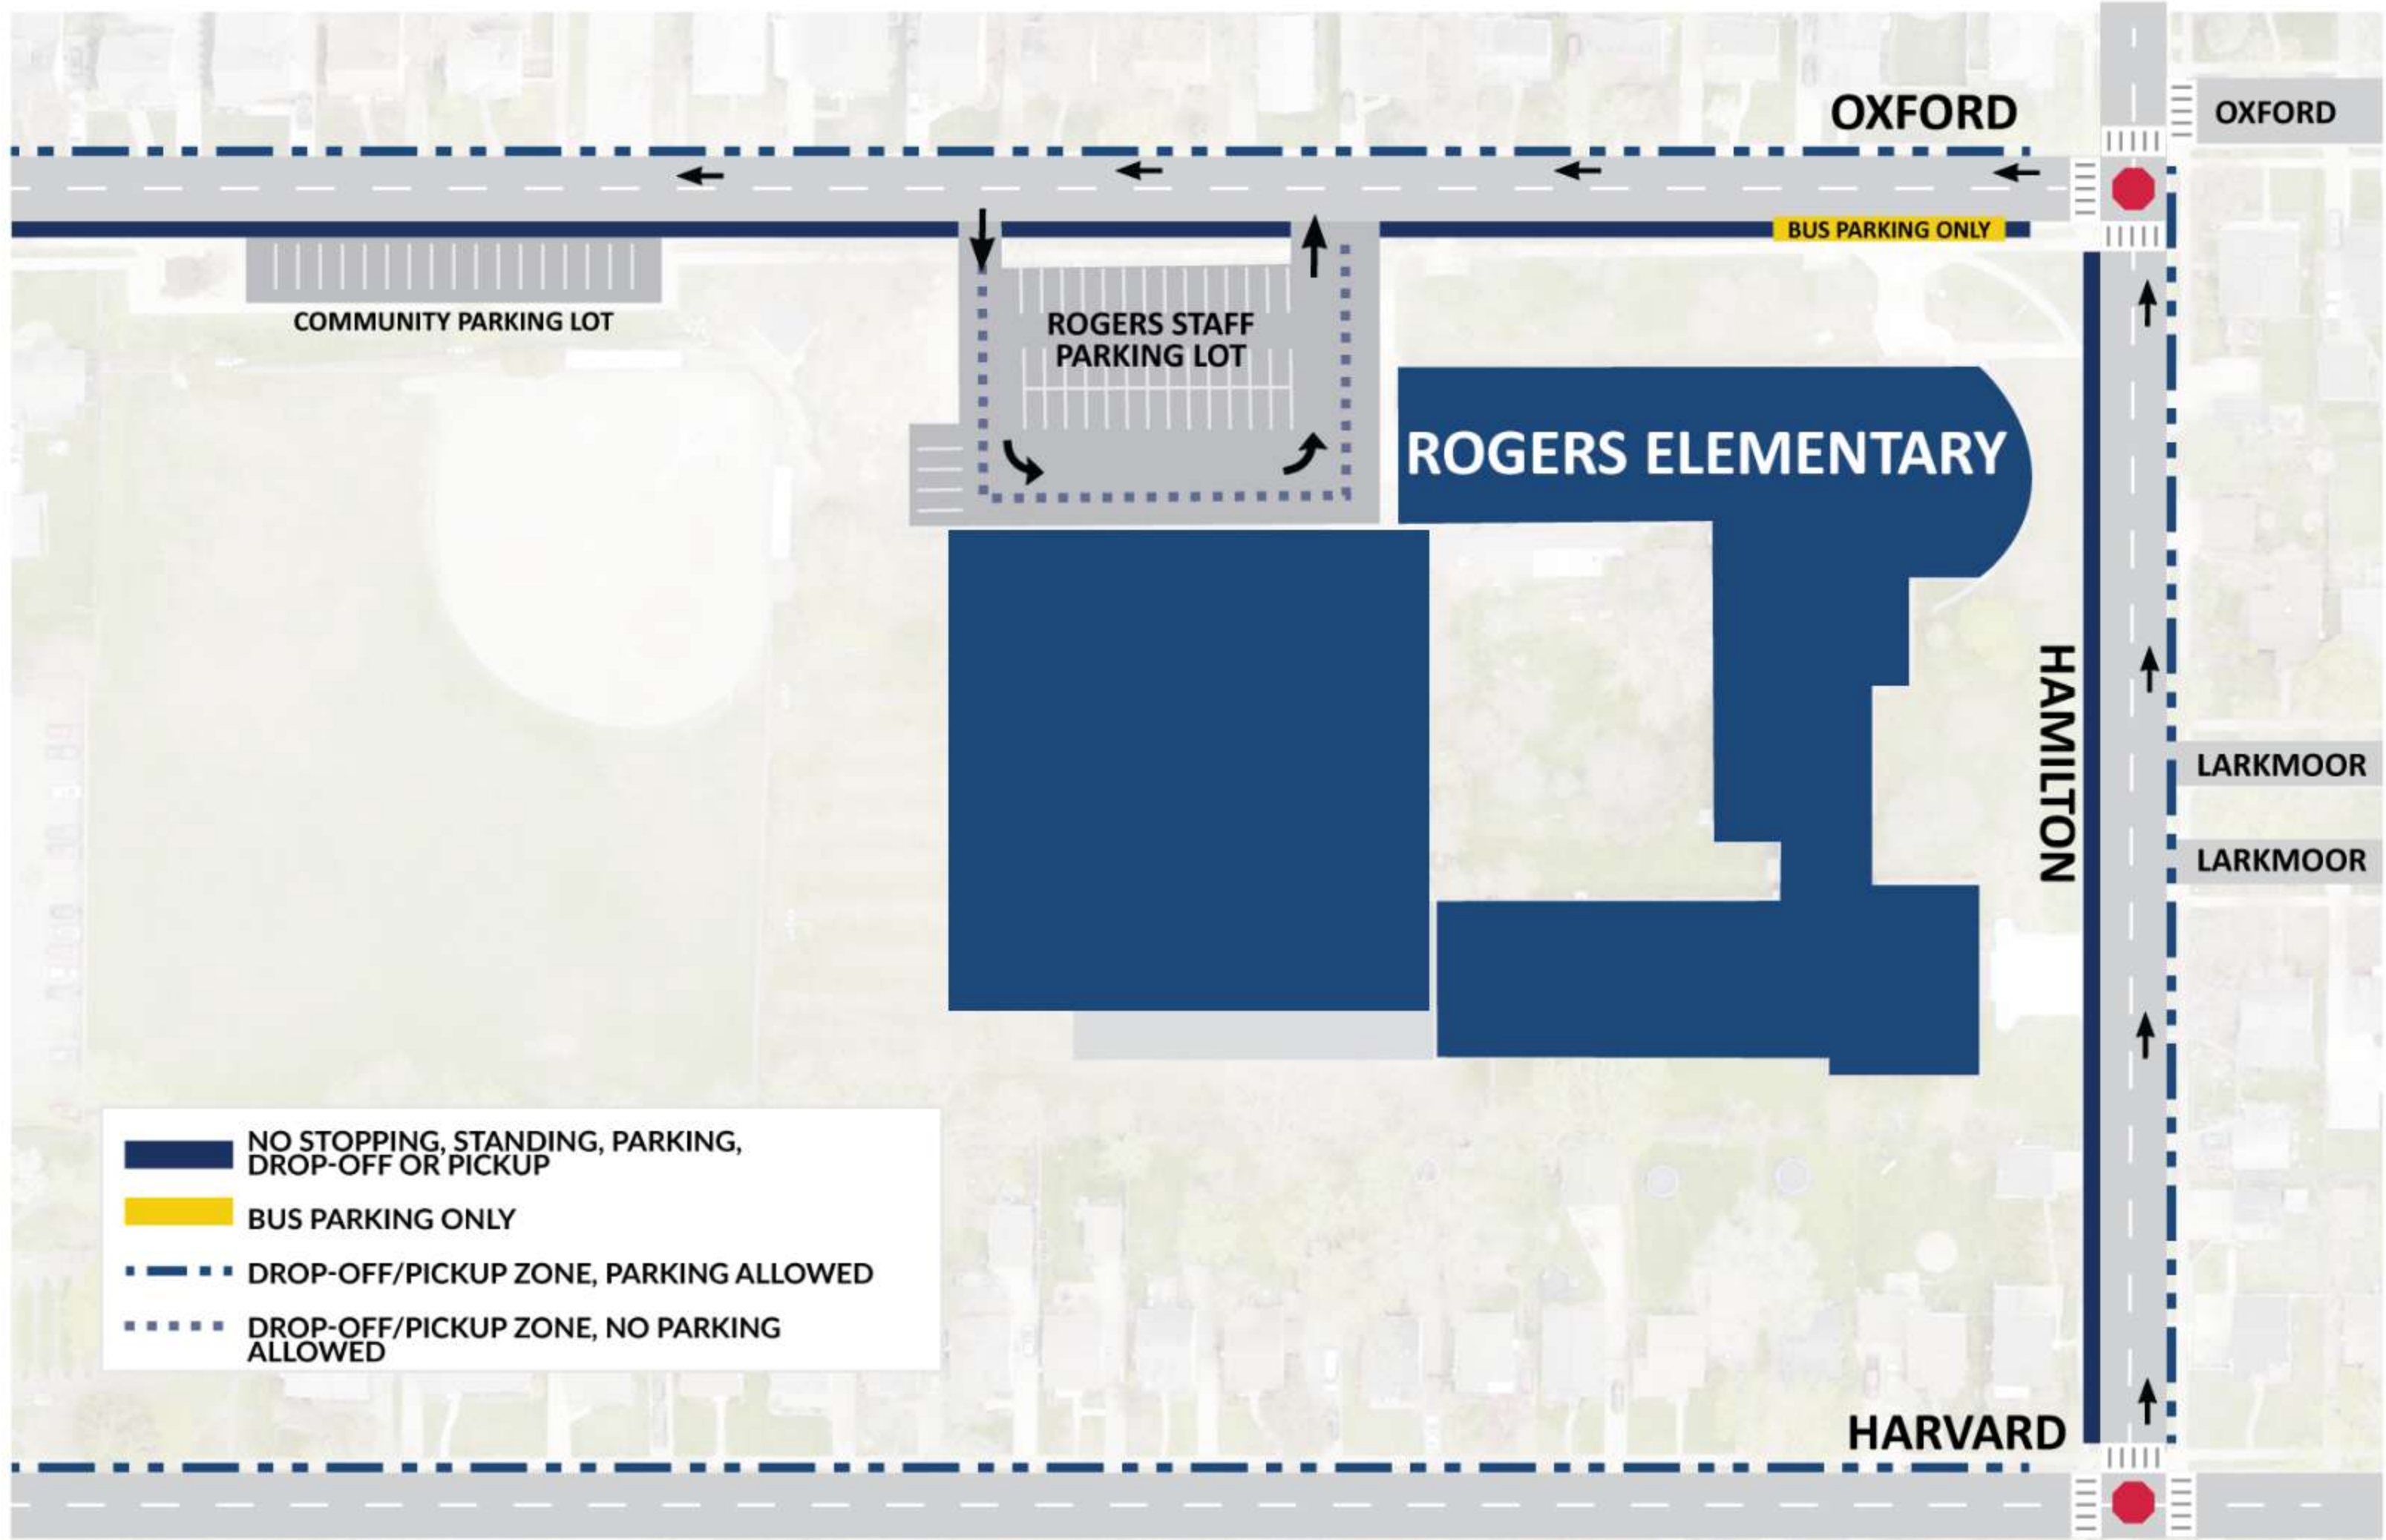 OXFORD
OXFORD
BUS PARKING ONLY
COMMUNITY PARKING LOT
ROGERS STAFF
PARKING LOT
ROGERS ELEMENTARY
HAMILTON
LARKMOOR
LARKMOOR
NO STOPPING, STANDING, PARKING,
DROP-OFF OR PICKUP
BUS PARKING ONLY
DROP-OFF/PICKUP ZONE, PARKING ALLOWED
DROP-OFF/PICKUP ZONE, NO PARKING
ALLOWED
HARVARD